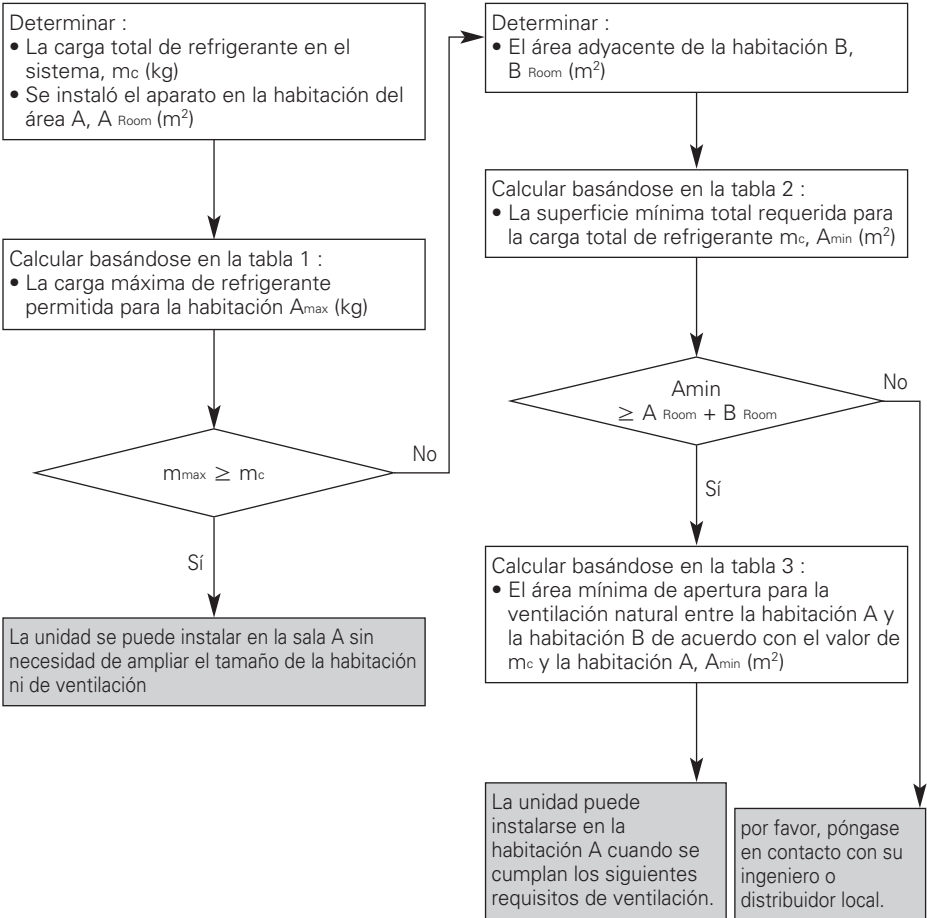 Determinar :
• La carga total de refrigerante en el
sistema, mc (kg)
• Se instaló el aparato en la habitación del
área A, A Room (m²)
Calcular basándose en la tabla 1 :
• La carga máxima de refrigerante
permitida para la habitación Amax (kg)
mmax ≥ mc
No
Sí
La unidad se puede instalar en la sala A sin
necesidad de ampliar el tamaño de la habitación
ni de ventilación
Determinar :
• El área adyacente de la habitación B,
B Room (m²)
Calcular basándose en la tabla 2 :
• La superficie mínima total requerida para
la carga total de refrigerante mc, Amin (m²)
Amin
≥ A Room + B Room
No
Sí
Calcular basándose en la tabla 3 :
• El área mínima de apertura para la
ventilación natural entre la habitación A y
la habitación B de acuerdo con el valor de
mc y la habitación A, Amin (m²)
La unidad puede
instalarse en la
habitación A cuando se
cumplan los siguientes
requisitos de ventilación.
por favor, póngase
en contacto con su
ingeniero o
distribuidor local.